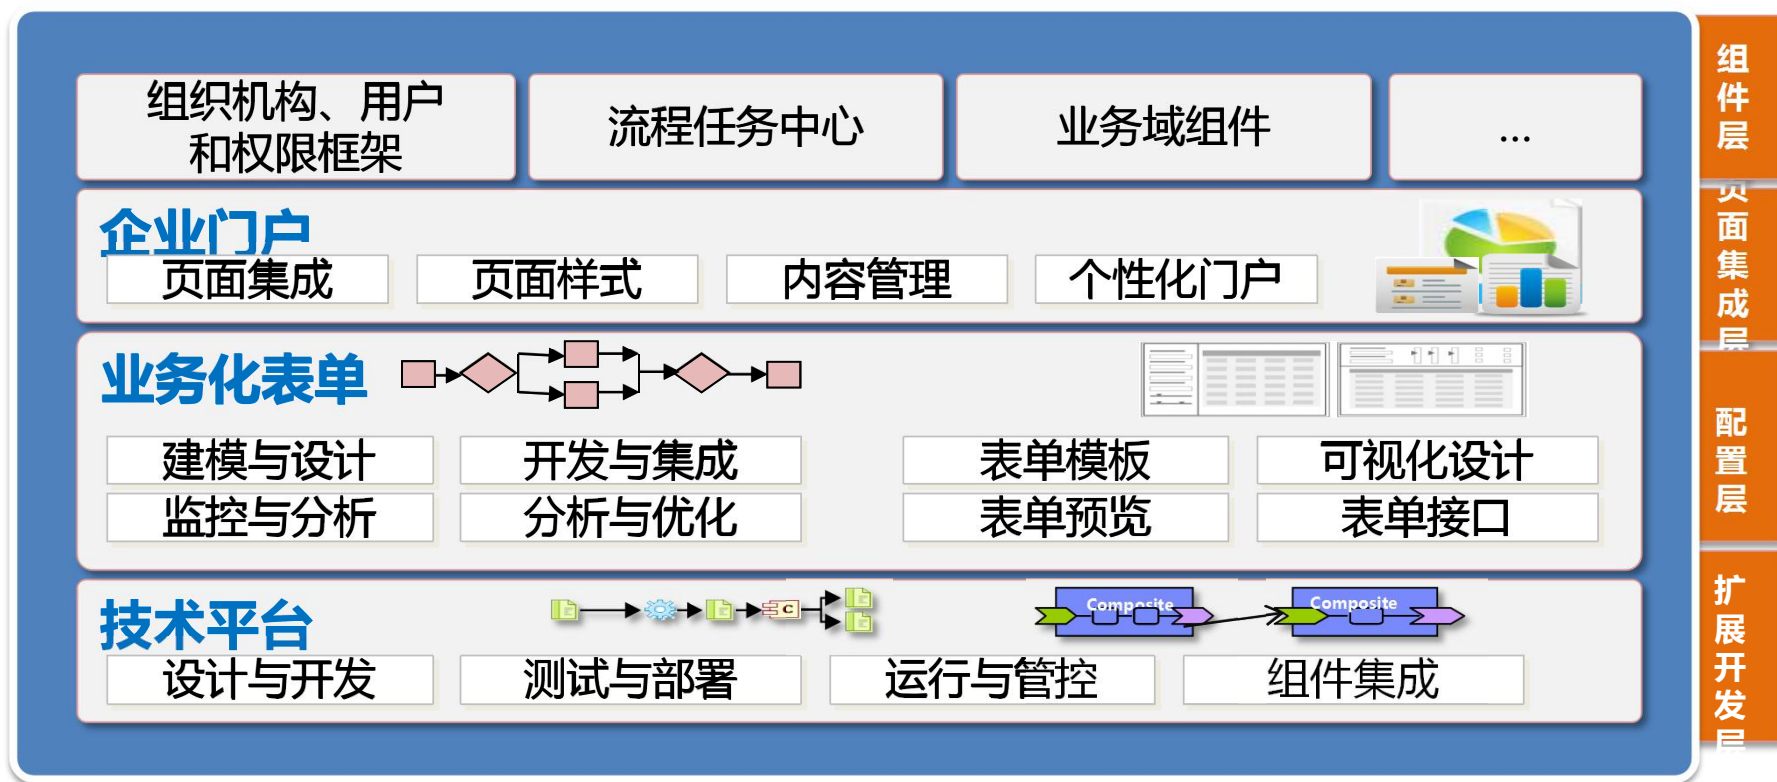 组织机构、用户
和权限框架
流程任务中心
业务域组件
...
组件层
企业门户
页面集成
页面样式
内容管理
个性化门户
页面集成层
业务化表单
建模与设计
开发与集成
表单模板
可视化设计
监控与分析
分析与优化
表单预览
表单接口
配置层
技术平台
C
Composite
Composite
设计与开发
测试与部署
运行与管控
组件集成
扩展开发层